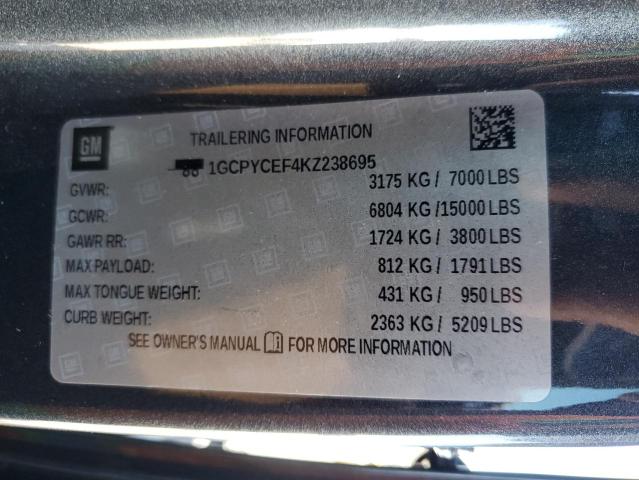 GM
TRAILERING INFORMATION
88 1GCPYCEF4KZ238695
GVWR: 3175 KG / 7000 LBS
GCWR: 6804 KG /15000 LBS
GAWR RR: 1724 KG / 3800 LBS
MAX PAYLOAD: 812 KG / 1791 LBS
MAX TONGUE WEIGHT: 431 KG / 950 LBS
CURB WEIGHT: 2363 KG / 5209 LBS
SEE OWNER'S MANUAL FOR MORE INFORMATION